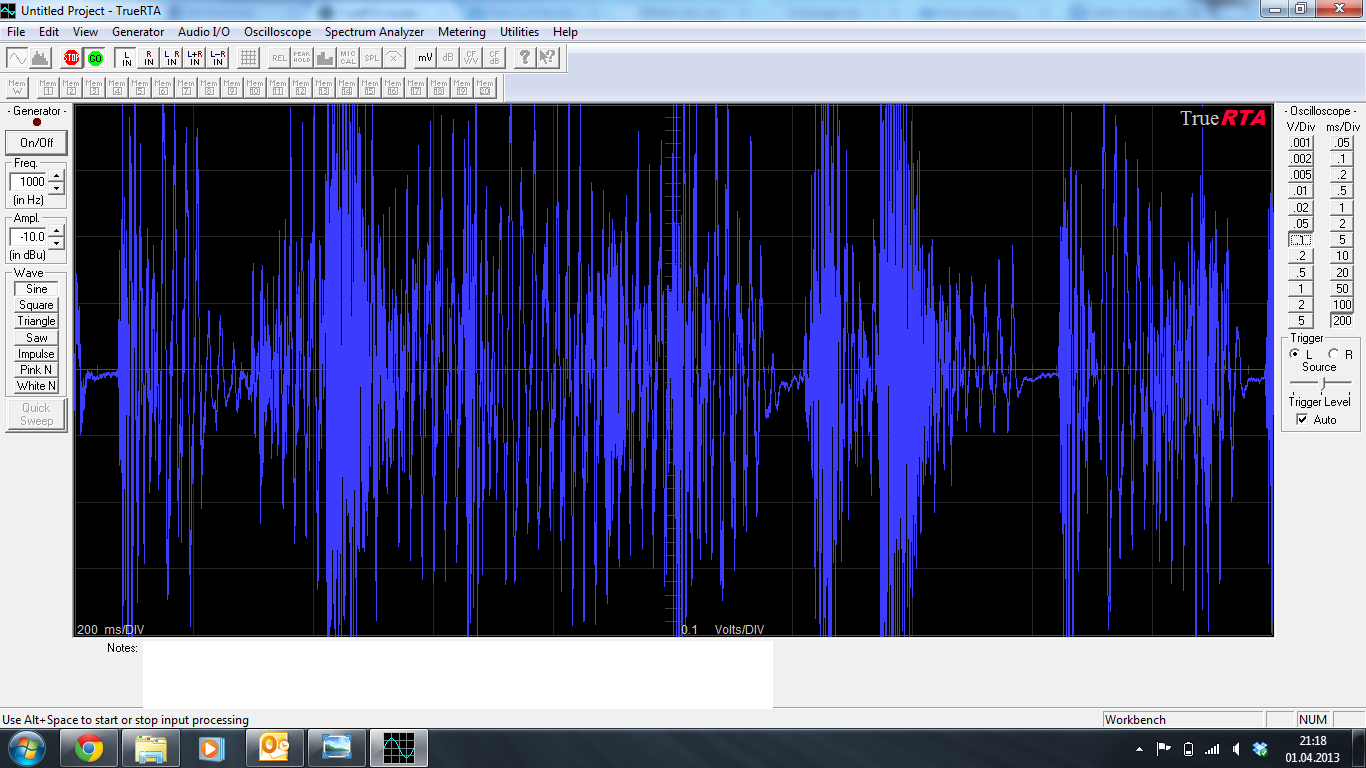 Untitled Project - TrueRTA
File Edit View Generator Audio I/O Oscilloscope Spectrum Analyzer Metering Utilities Help
STOP GO L IN R IN L R IN L+R IN L−R IN REL PEAK HOLD MIC CAL SPL mV dB CF V/V CF dB ? ?
Mem W Mem 1 Mem 2 Mem 3 Mem 4 Mem 5 Mem 6 Mem 7 Mem 8 Mem 9 Mem 10 Mem 11 Mem 12 Mem 13 Mem 14 Mem 15 Mem 16 Mem 17 Mem 18 Mem 19 Mem 20
- Generator -
On/Off
Freq.
1000
(in Hz)
Ampl.
-10.0
(in dBu)
Wave
Sine
Square
Triangle
Saw
Impulse
Pink N
White N
Quick
Sweep
TrueRTA
200 ms/DIV
0.1 Volts/DIV
- Oscilloscope -
V/Div ms/Div
.001 .05
.002 .1
.005 .2
.01 .5
.02 1
.05 2
.1 5
.2 10
.5 20
1 50
2 100
5 200
Trigger
L R
Source
Trigger Level
Auto
Notes:
Use Alt+Space to start or stop input processing
Workbench
NUM
21:18
01.04.2013